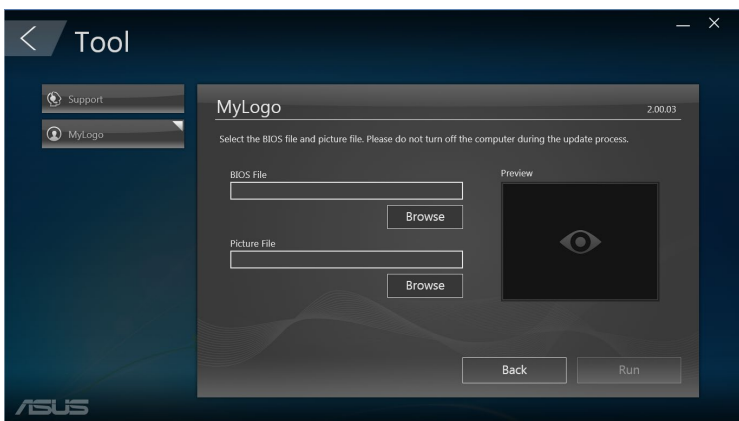 Tool
Support
MyLogo
MyLogo
2.00.03
Select the BIOS file and picture file. Please do not turn off the computer during the update process.
BIOS File
Browse
Picture File
Browse
Preview
Back
Run
ASUS